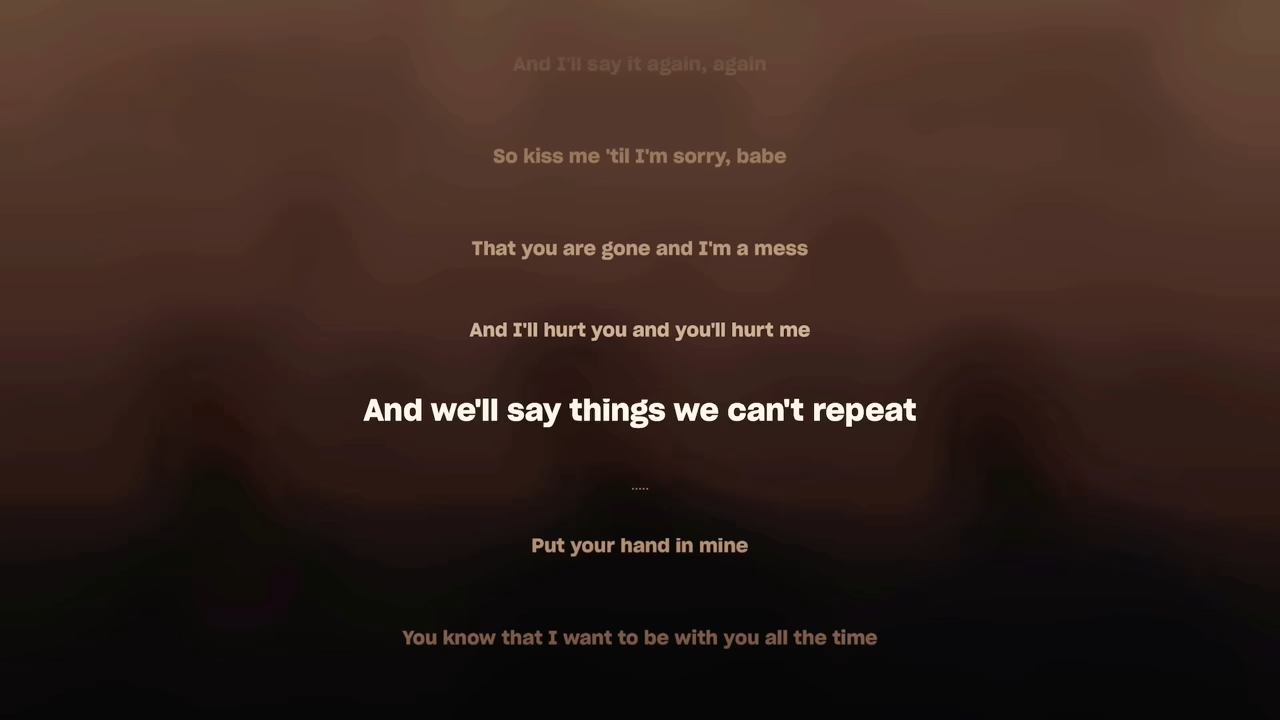 And I'll say it again, again
So kiss me 'til I'm sorry, babe
That you are gone and I'm a mess
And I'll hurt you and you'll hurt me
And we'll say things we can't repeat
.....
Put your hand in mine
You know that I want to be with you all the time